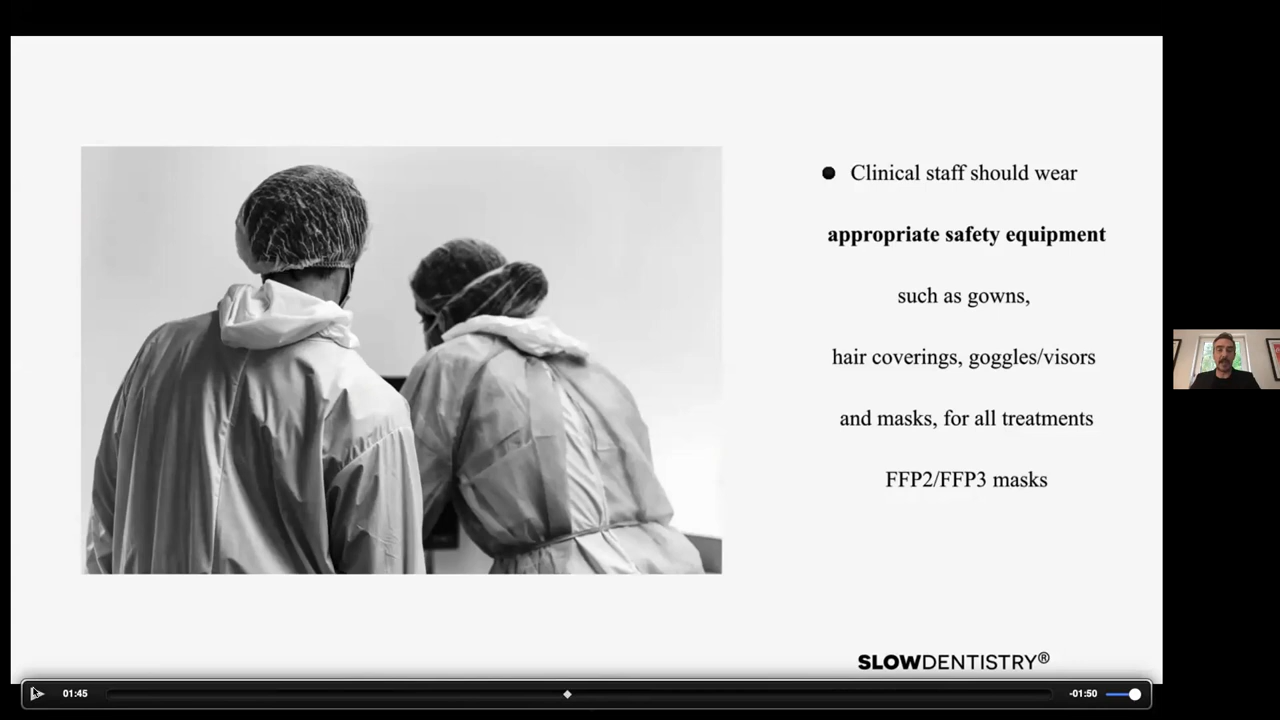 Clinical staff should wear
appropriate safety equipment
such as gowns,
hair coverings, goggles/visors
and masks, for all treatments
FFP2/FFP3 masks
SLOWDENTISTRY®
01:45
-01:50